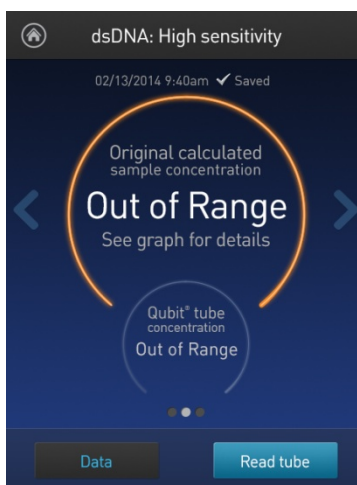 dsDNA: High sensitivity
02/13/2014 9:40am ✔ Saved
Original calculated
sample concentration
Out of Range
See graph for details
Qubit® tube
concentration
Out of Range
Data
Read tube